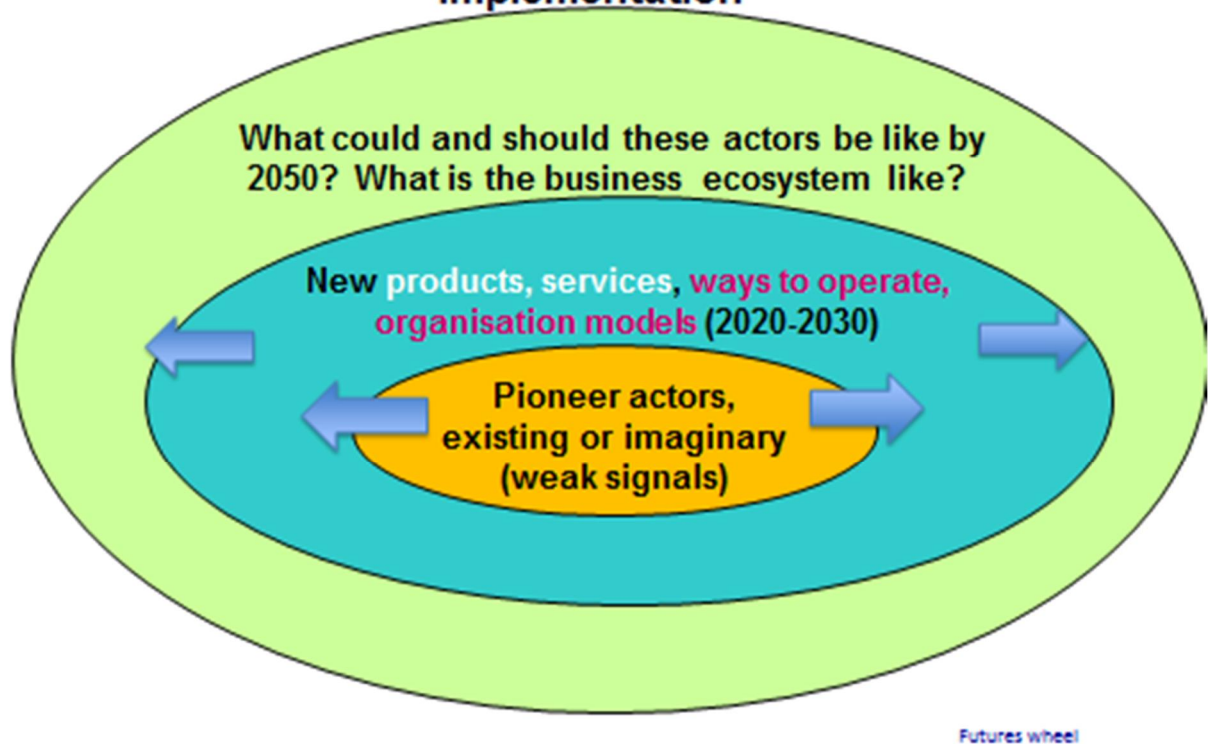 implementation
What could and should these actors be like by
2050? What is the business ecosystem like?
New products, services, ways to operate,
organisation models (2020-2030)
Pioneer actors,
existing or imaginary
(weak signals)
Futures wheel